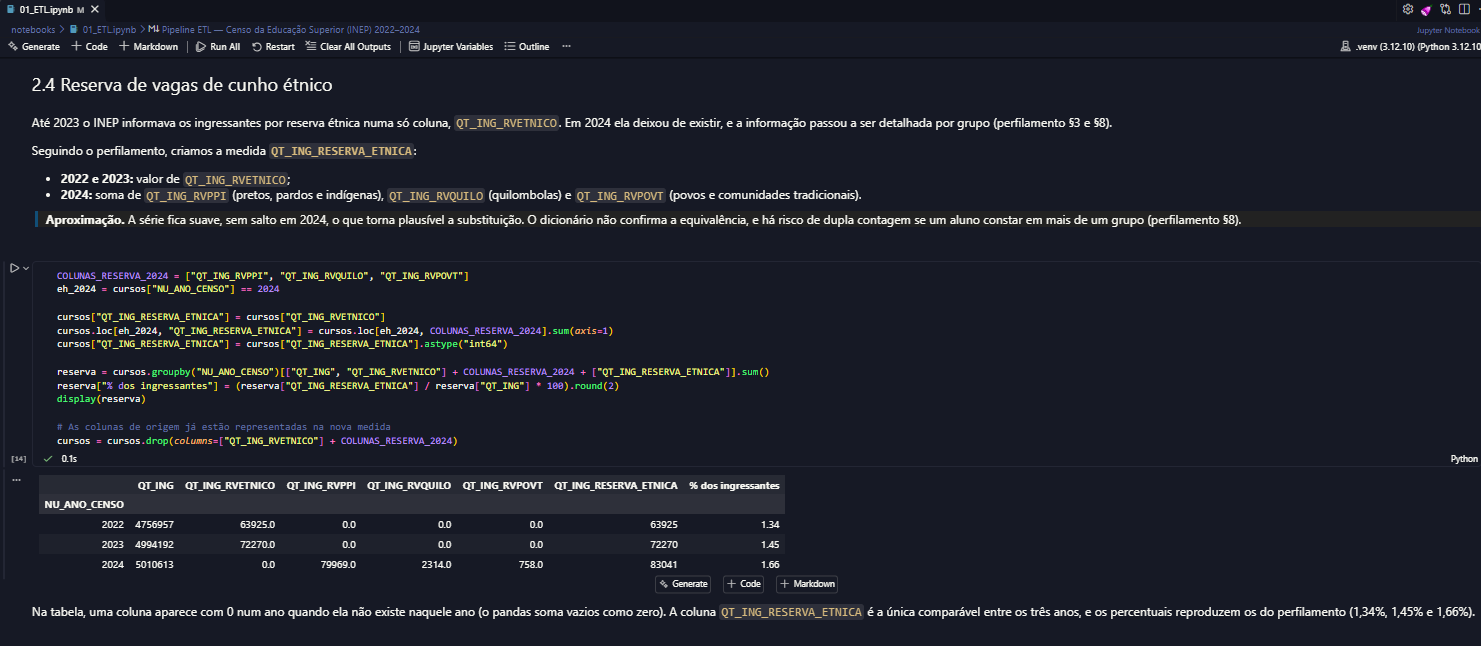 01_ETL.ipynb M
notebooks > 01_ETL.ipynb > M↓ Pipeline ETL — Censo da Educação Superior (INEP) 2022–2024
Jupyter Notebook
Generate + Code + Markdown | Run All Restart Clear All Outputs | Jupyter Variables Outline ...
.venv (3.12.10) (Python 3.12.10
2.4 Reserva de vagas de cunho étnico
Até 2023 o INEP informava os ingressantes por reserva étnica numa só coluna, QT_ING_RVETNICO. Em 2024 ela deixou de existir, e a informação passou a ser detalhada por grupo (perfilamento §3 e §8).
Seguindo o perfilamento, criamos a medida QT_ING_RESERVA_ETNICA:
• 2022 e 2023: valor de QT_ING_RVETNICO;
• 2024: soma de QT_ING_RVPPI (pretos, pardos e indígenas), QT_ING_RVQUILO (quilombolas) e QT_ING_RVPOVT (povos e comunidades tradicionais).
Aproximação. A série fica suave, sem salto em 2024, o que torna plausível a substituição. O dicionário não confirma a equivalência, e há risco de dupla contagem se um aluno constar em mais de um grupo (perfilamento §8).
COLUNAS_RESERVA_2024 = ["QT_ING_RVPPI", "QT_ING_RVQUILO", "QT_ING_RVPOVT"]
eh_2024 = cursos["NU_ANO_CENSO"] == 2024
cursos["QT_ING_RESERVA_ETNICA"] = cursos["QT_ING_RVETNICO"]
cursos.loc[eh_2024, "QT_ING_RESERVA_ETNICA"] = cursos.loc[eh_2024, COLUNAS_RESERVA_2024].sum(axis=1)
cursos["QT_ING_RESERVA_ETNICA"] = cursos["QT_ING_RESERVA_ETNICA"].astype("int64")
reserva = cursos.groupby("NU_ANO_CENSO")[["QT_ING", "QT_ING_RVETNICO"] + COLUNAS_RESERVA_2024 + ["QT_ING_RESERVA_ETNICA"]].sum()
reserva["% dos ingressantes"] = (reserva["QT_ING_RESERVA_ETNICA"] / reserva["QT_ING"] * 100).round(2)
display(reserva)
# As colunas de origem já estão representadas na nova medida
cursos = cursos.drop(columns=["QT_ING_RVETNICO"] + COLUNAS_RESERVA_2024)
[14] ✓ 0.1s
Python
...
QT_ING QT_ING_RVETNICO QT_ING_RVPPI QT_ING_RVQUILO QT_ING_RVPOVT QT_ING_RESERVA_ETNICA % dos ingressantes
NU_ANO_CENSO
2022 4756957 63925.0 0.0 0.0 0.0 63925 1.34
2023 4994192 72270.0 0.0 0.0 0.0 72270 1.45
2024 5010613 0.0 79969.0 2314.0 758.0 83041 1.66
Generate + Code + Markdown
Na tabela, uma coluna aparece com 0 num ano quando ela não existe naquele ano (o pandas soma vazios como zero). A coluna QT_ING_RESERVA_ETNICA é a única comparável entre os três anos, e os percentuais reproduzem os do perfilamento (1,34%, 1,45% e 1,66%).